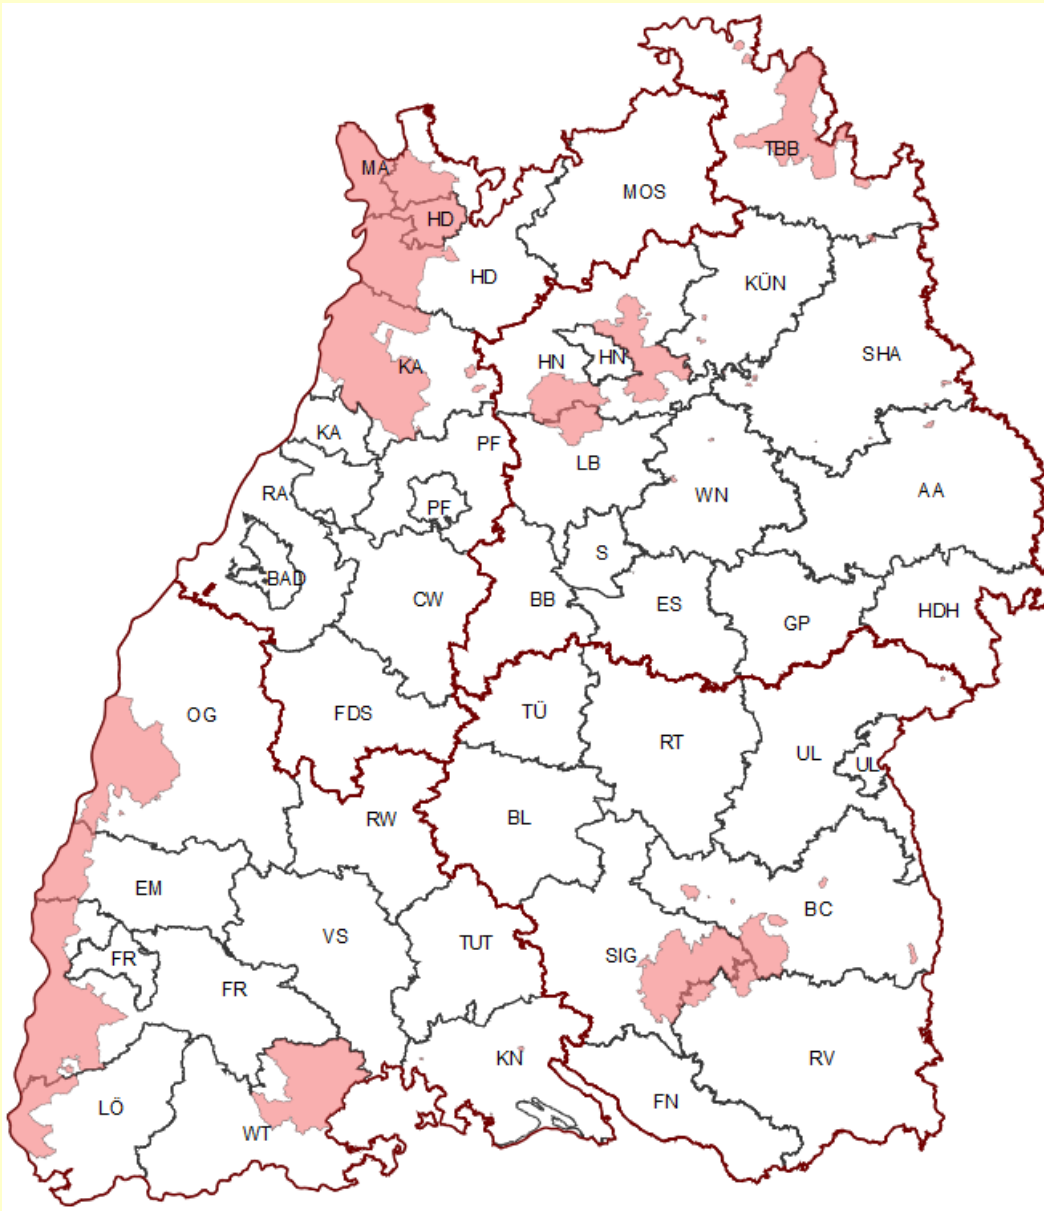 TBB
MA
MOS
HD
HD
KÜN
HN
HN
SHA
KA
KA
PF
LB
AA
RA
WN
PF
S
BAD
CW
BB
ES
HDH
GP
OG
FDS
TÜ
RT
UL
UL
RW
BL
EM
BC
VS
TUT
FR
SIG
FR
KN
RV
LÖ
FN
WT